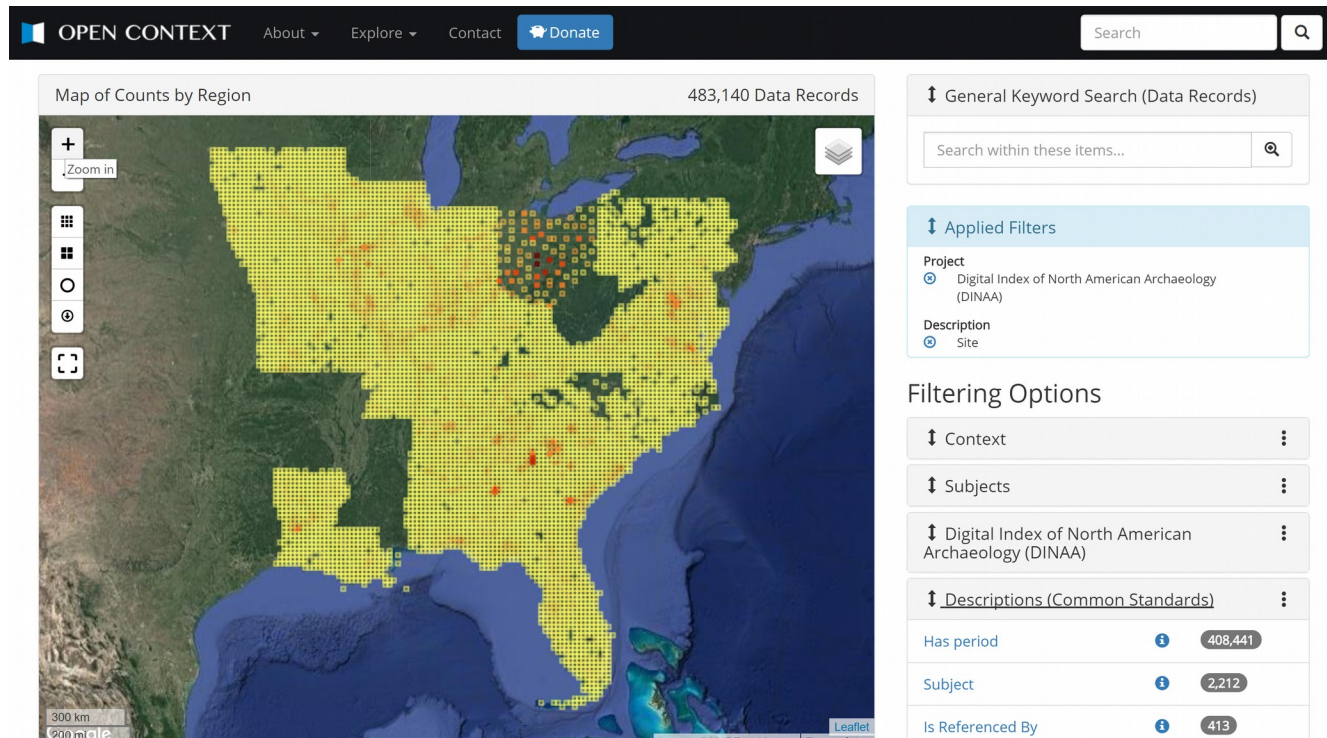 OPEN CONTEXT About Explore Contact Donate Search
Map of Counts by Region 483,140 Data Records
+
Zoom in
300 km
Leaflet
General Keyword Search (Data Records)
Search within these items...
Applied Filters
Project
Digital Index of North American Archaeology
(DINAA)
Description
Site
Filtering Options
Context
Subjects
Digital Index of North American
Archaeology (DINAA)
Descriptions (Common Standards)
Has period 408,441
Subject 2,212
Is Referenced By 413